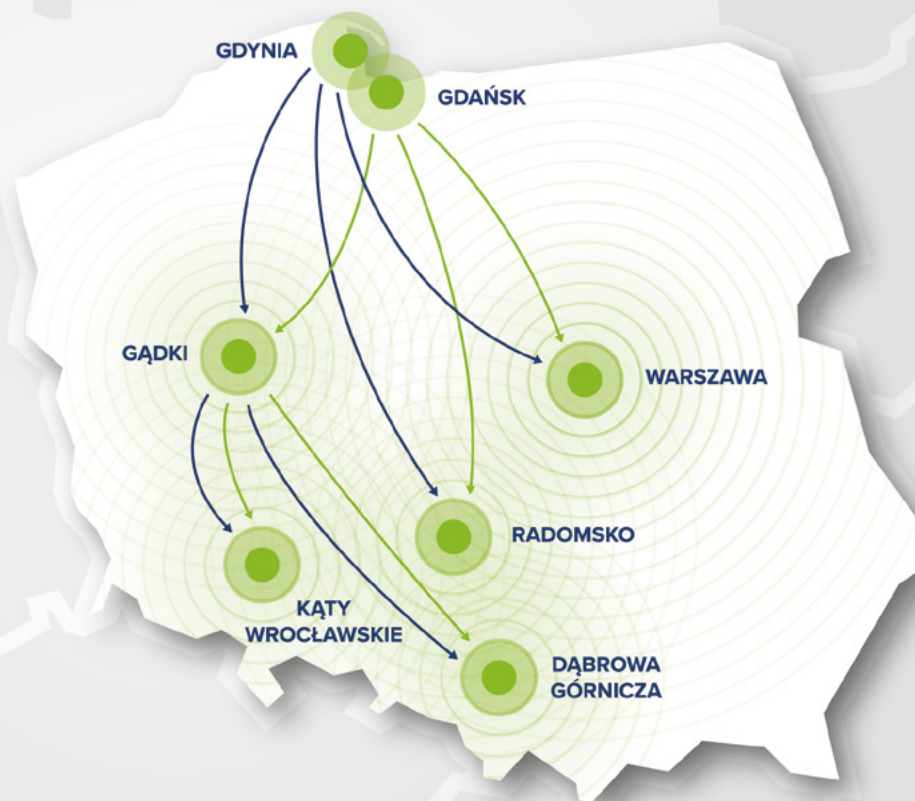 GDYNIA
GDAŃSK
GĄDKI
WARSZAWA
RADOMSKO
KĄTY
WROCŁAWSKIE
DĄBROWA
GÓRNICZA